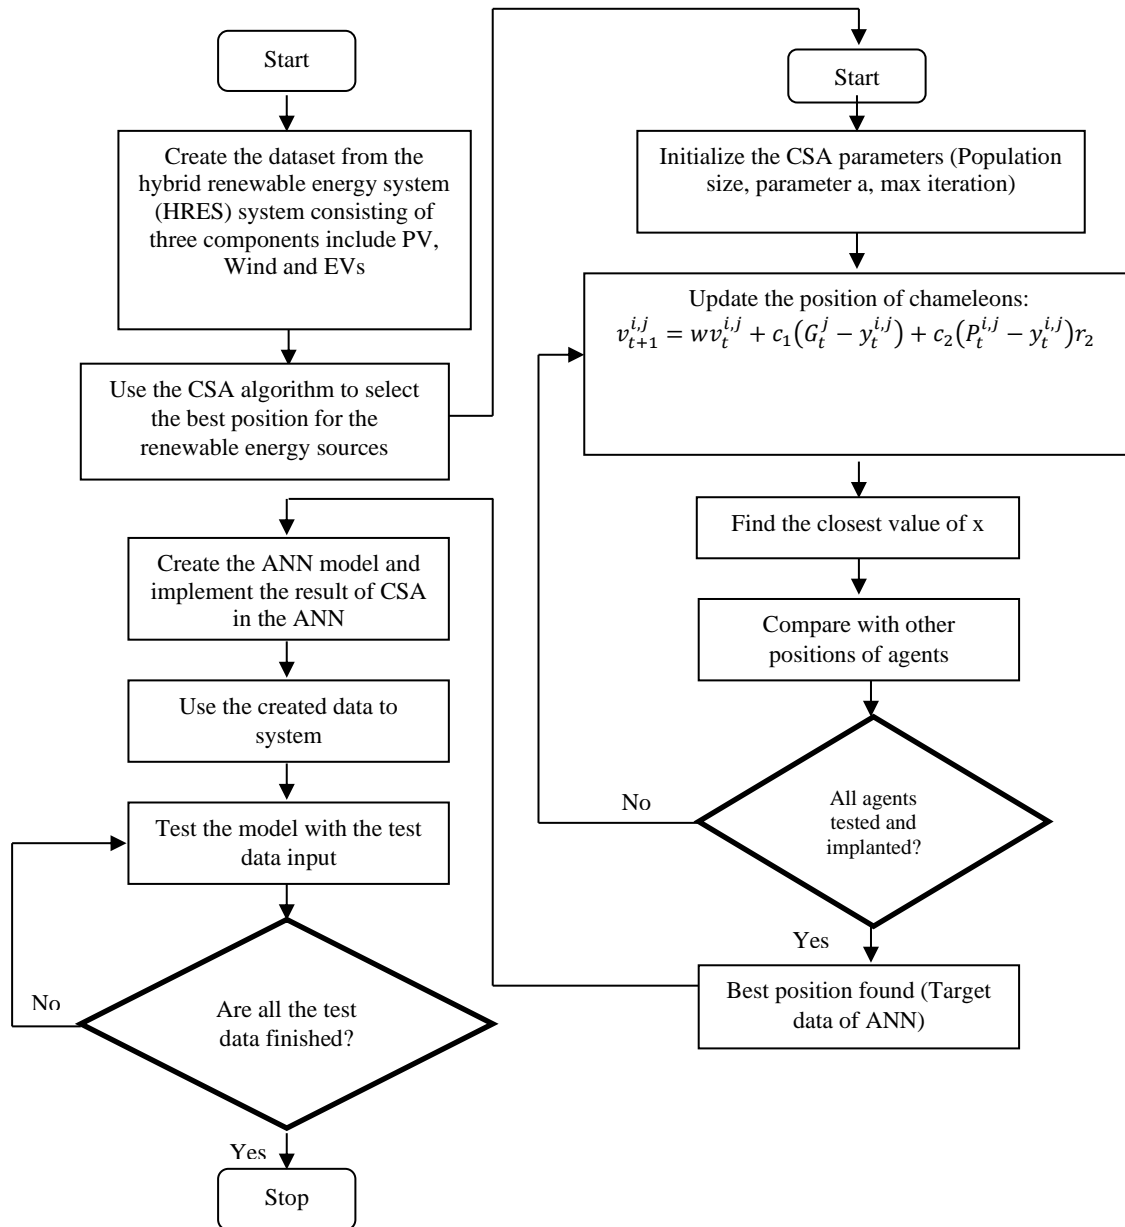 Start
Create the dataset from the
hybrid renewable energy system
(HRES) system consisting of
three components include PV,
Wind and EVs
Use the CSA algorithm to select
the best position for the
renewable energy sources
Start
Initialize the CSA parameters (Population
size, parameter a, max iteration)
Update the position of chameleons:
$v_{t+1}^{i,j} = wv_t^{i,j} + c_1(G_t^j - y_t^{i,j}) + c_2(P_t^{i,j} - y_t^{i,j})r_2$
Find the closest value of x
Compare with other
positions of agents
All agents
tested and
implanted?
No
Yes
Best position found (Target
data of ANN)
Create the ANN model and
implement the result of CSA
in the ANN
Use the created data to
system
Test the model with the test
data input
Are all the test
data finished?
No
Yes
Stop